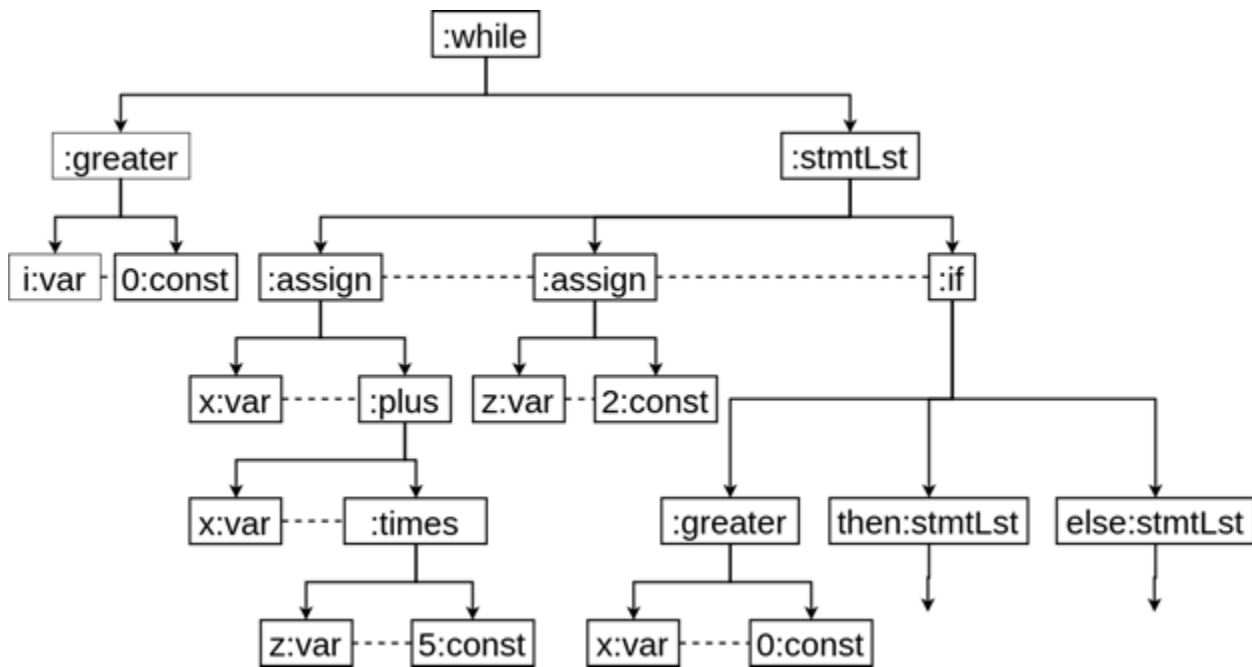 :while
:greater
:stmtLst
i:var
0:const
:assign
:assign
:if
x:var
:plus
z:var
2:const
x:var
:times
:greater
then:stmtLst
else:stmtLst
z:var
5:const
x:var
0:const